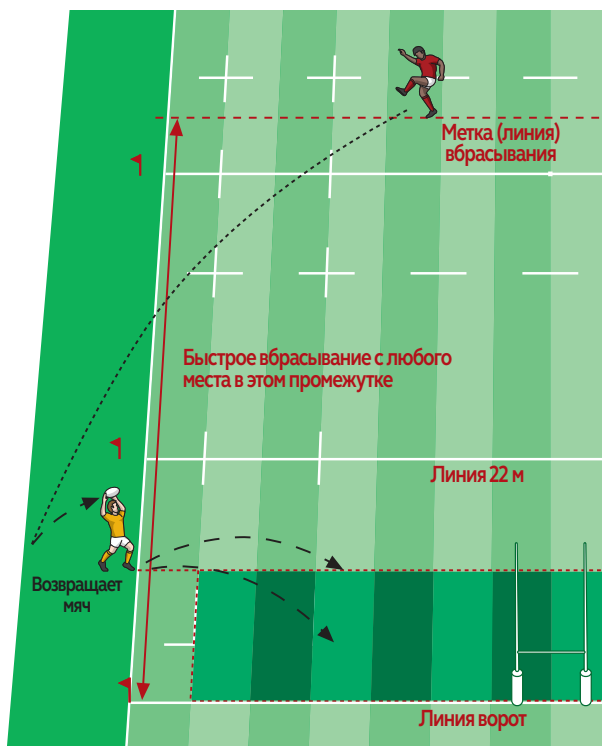 Метка (линия)
вбрасывания
Быстрое вбрасывание с любого
места в этом промежутке
Линия 22 м
Возвращает
мяч
Линия ворот